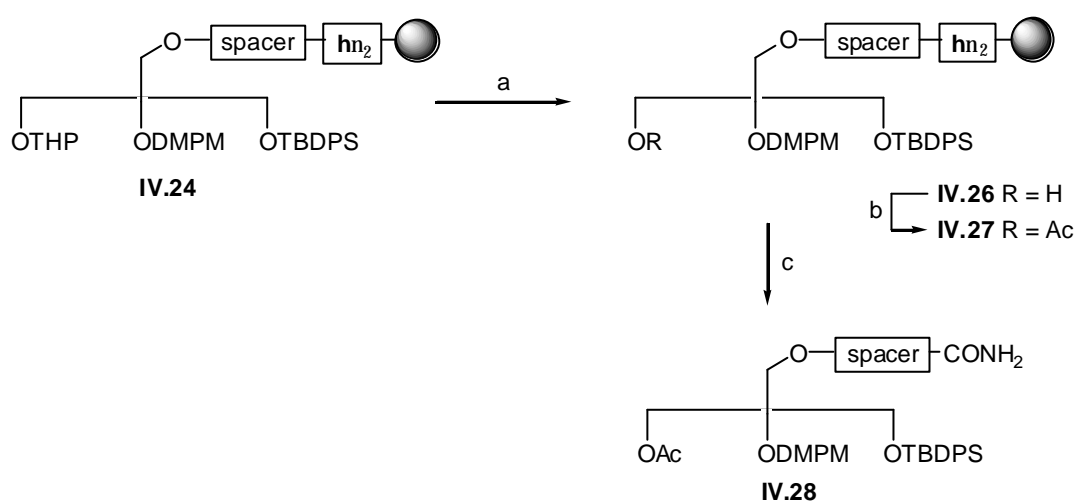 O spacer hn₂
a
OTHP ODMPM OTBDPS
IV.24
O spacer hn₂
OR ODMPM OTBDPS
IV.26 R = H
b
IV.27 R = Ac
c
O spacer CONH₂
OAc ODMPM OTBDPS
IV.28